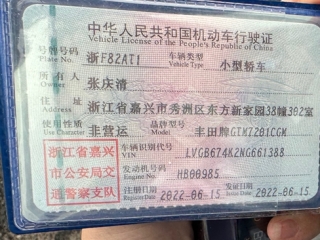 中华人民共和国机动车行驶证
Vehicle License of the People's Republic of China
号牌号码 浙F82AT1 车辆类型 小型轿车
Plate No. Vehicle Type
所有人 张庆清
Owner
住址 浙江省嘉兴市秀洲区东方新家园38幢302室
Address
使用性质 非营运 品牌型号 丰田牌GTM7201CGM
Use Character Model
浙江省嘉兴市公安局交通警察支队
车辆识别代号 LVGB674K2NG661388
VIN
发动机号码 HB00985
Engine No.
注册日期 2022-06-15 发证日期 2022-06-15
Register Date Issue Date